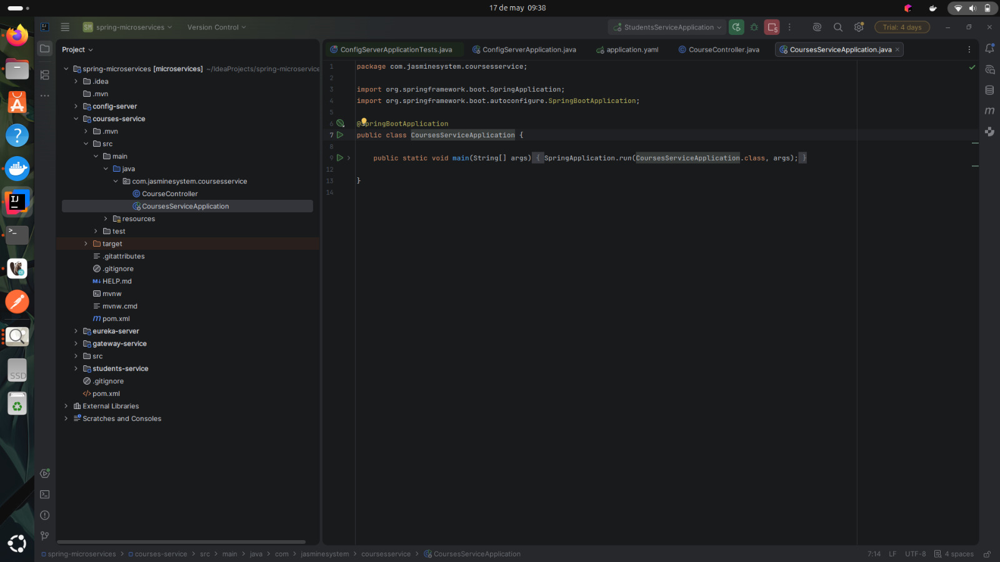 17 de may 09:38
SM spring-microservices
Version Control
StudentsServiceApplication
5
Trial: 4 days
Project
ConfigServerApplicationTests.java
ConfigServerApplication.java
application.yaml
CourseController.java
CoursesServiceApplication.java
spring-microservices [microservices] ~/IdeaProjects/spring-microservice
.idea
.mvn
config-server
courses-service
.mvn
src
main
java
com.jasminesystem.coursesservice
CourseController
CoursesServiceApplication
resources
test
target
.gitattributes
.gitignore
HELP.md
mvnw
mvnw.cmd
pom.xml
eureka-server
gateway-service
src
students-service
.gitignore
pom.xml
External Libraries
Scratches and Consoles
1 package com.jasminesystem.coursesservice;
2
3 import org.springframework.boot.SpringApplication;
4 import org.springframework.boot.autoconfigure.SpringBootApplication;
5
6 @SpringBootApplication
7 public class CoursesServiceApplication {
8
9 public static void main(String[] args) { SpringApplication.run(CoursesServiceApplication.class, args); }
12
13 }
14
SSD
spring-microservices > courses-service > src > main > java > com > jasminesystem > coursesservice > CoursesServiceApplication
7:14 LF UTF-8 4 spaces